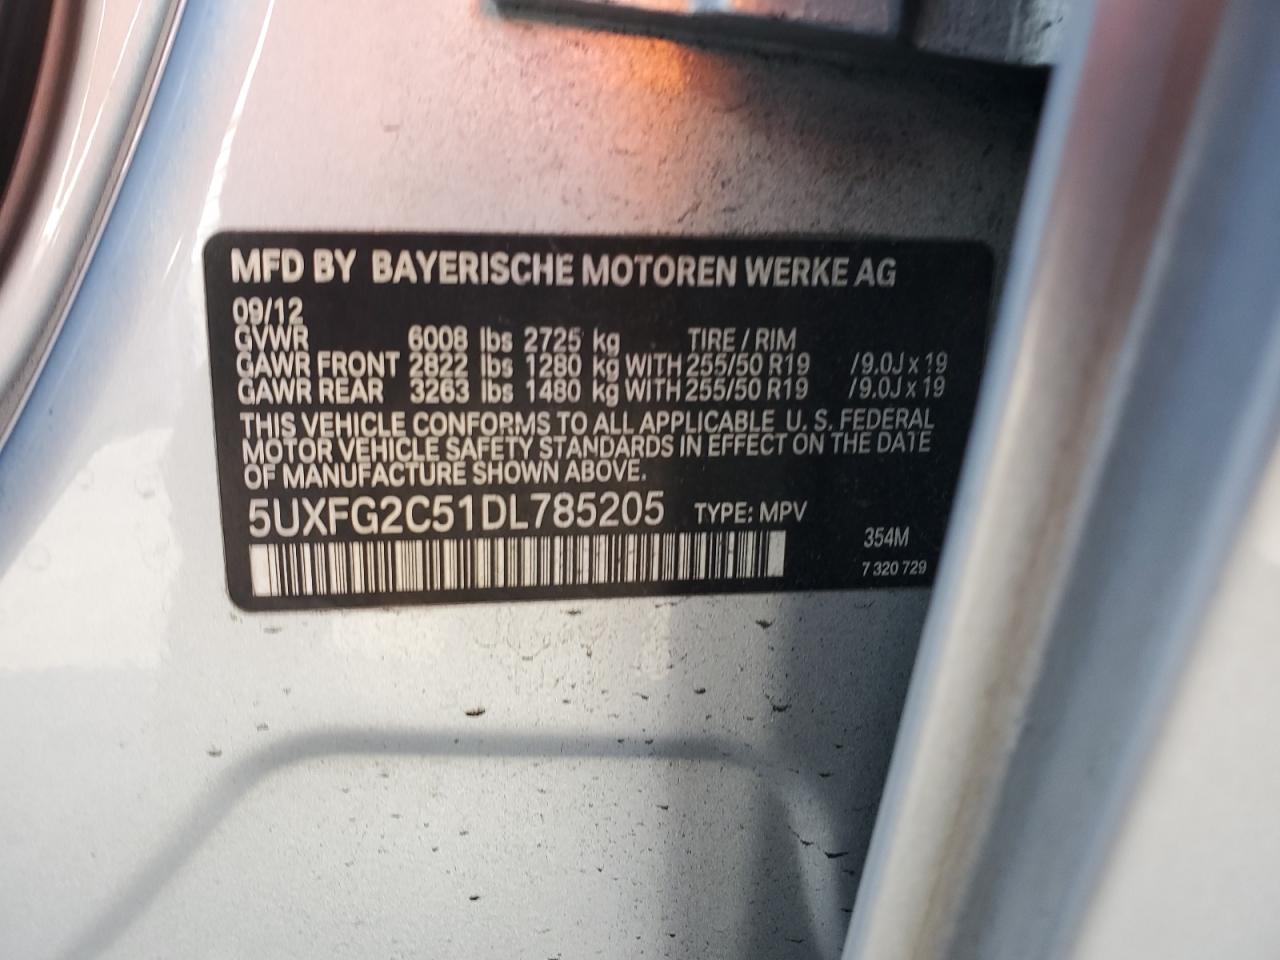 MFD BY BAYERISCHE MOTOREN WERKE AG
09/12
GVWR 6008 lbs 2725 kg TIRE / RIM
GAWR FRONT 2822 lbs 1280 kg WITH 255/50 R19 /9.0J x 19
GAWR REAR 3263 lbs 1480 kg WITH 255/50 R19 /9.0J x 19
THIS VEHICLE CONFORMS TO ALL APPLICABLE U. S. FEDERAL
MOTOR VEHICLE SAFETY STANDARDS IN EFFECT ON THE DATE
OF MANUFACTURE SHOWN ABOVE.
5UXFG2C51DL785205 TYPE: MPV
354M
7 320 729